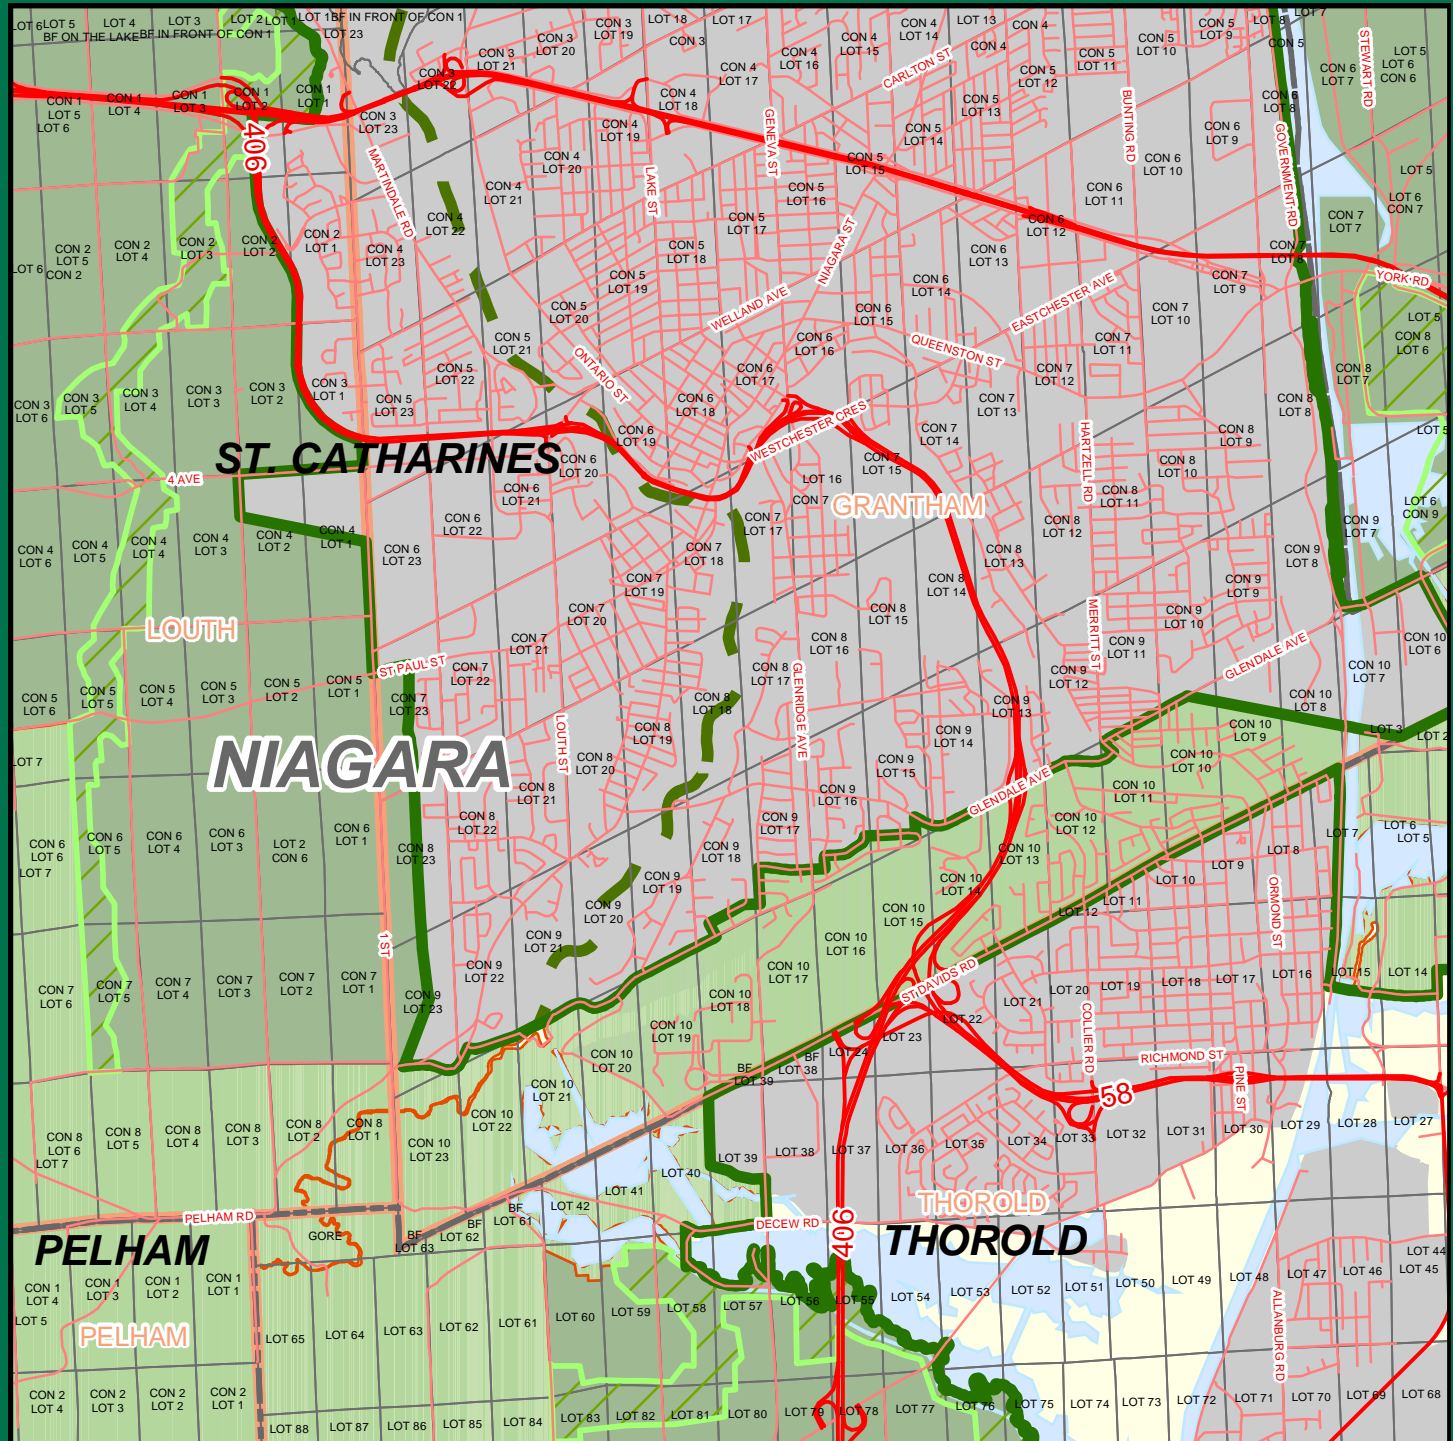 LOT 6
LOT 5
LOT 4
LOT 3
LOT 2
LOT 1
LOT 1
BF IN FRONT OF CON 1
BF ON THE LAKE
BF IN FRONT OF CON 1
LOT 23
CON 3
LOT 19
LOT 18
LOT 17
CON 3
CON 3
LOT 20
CON 3
LOT 21
CON 3
LOT 22
CON 4
LOT 14
LOT 13
CON 4
CON 4
CON 4
LOT 15
CON 4
LOT 16
CON 4
LOT 17
CON 4
LOT 18
CON 4
LOT 19
CARLTON ST
CON 5
LOT 9
LOT 8
LOT 7
CON 5
CON 5
LOT 10
CON 5
LOT 11
CON 5
LOT 12
CON 5
LOT 13
STEWART RD
LOT 5
LOT 6
CON 6
CON 6
LOT 7
CON 6
LOT 8
CON 1
LOT 5
LOT 6
CON 1
LOT 4
CON 1
LOT 3
CON 1
LOT 2
CON 1
LOT 1
406
CON 3
LOT 23
MARTINDALE RD
GENEVA ST
LAKE ST
BUNTING RD
GOVERNMENT RD
CON 4
LOT 20
CON 4
LOT 21
CON 4
LOT 22
CON 4
LOT 23
CON 5
LOT 14
CON 5
LOT 15
CON 5
LOT 16
CON 5
LOT 17
CON 5
LOT 18
CON 5
LOT 19
CON 5
LOT 20
CON 5
LOT 21
CON 5
LOT 22
CON 5
LOT 23
CON 6
LOT 9
CON 6
LOT 10
CON 6
LOT 11
CON 6
LOT 12
CON 6
LOT 13
CON 6
LOT 14
CON 6
LOT 15
CON 6
LOT 16
CON 6
LOT 17
CON 6
LOT 18
CON 6
LOT 19
CON 6
LOT 20
CON 6
LOT 21
CON 6
LOT 22
CON 6
LOT 23
LOT 5
LOT 6
CON 7
CON 7
LOT 7
CON 7
LOT 8
CON 7
LOT 9
CON 7
LOT 10
CON 7
LOT 11
CON 7
LOT 12
CON 7
LOT 13
CON 7
LOT 14
CON 7
LOT 15
LOT 16
CON 7
CON 7
LOT 17
CON 7
LOT 18
CON 7
LOT 19
CON 7
LOT 20
CON 7
LOT 21
CON 7
LOT 22
CON 7
LOT 23
LOT 6
CON 2
LOT 5
CON 2
CON 2
LOT 4
CON 2
LOT 3
CON 2
LOT 2
CON 2
LOT 1
NIAGARA ST
WELLAND AVE
EASTCHESTER AVE
QUEENSTON ST
ONTARIO ST
WESTCHESTER CRES
YORK RD
LOT 5
CON 8
LOT 6
CON 8
LOT 7
CON 8
LOT 8
CON 8
LOT 9
CON 8
LOT 10
CON 8
LOT 11
CON 8
LOT 12
CON 8
LOT 13
CON 8
LOT 14
CON 8
LOT 15
CON 8
LOT 16
CON 8
LOT 17
CON 8
LOT 18
CON 8
LOT 19
CON 8
LOT 20
CON 8
LOT 21
CON 8
LOT 22
CON 8
LOT 23
CON 3
LOT 6
CON 3
LOT 5
CON 3
LOT 4
CON 3
LOT 3
CON 3
LOT 2
CON 3
LOT 1
ST. CATHARINES
4 AVE
GRANTHAM
HARTZELL RD
LOT 5
LOT 6
CON 9
CON 9
LOT 7
CON 9
LOT 8
CON 9
LOT 9
CON 9
LOT 10
CON 9
LOT 11
CON 9
LOT 12
CON 9
LOT 13
CON 9
LOT 14
CON 9
LOT 15
CON 9
LOT 16
CON 9
LOT 17
CON 9
LOT 18
CON 9
LOT 19
CON 9
LOT 20
CON 9
LOT 21
CON 9
LOT 22
CON 9
LOT 23
CON 4
LOT 6
CON 4
LOT 5
CON 4
LOT 4
CON 4
LOT 3
CON 4
LOT 2
CON 4
LOT 1
LOUTH
ST PAUL ST
MERRITT ST
GLENDALE AVE
GLENRIDGE AVE
LOUTH ST
GLENDALE AVE
CON 5
LOT 6
CON 5
LOT 5
CON 5
LOT 4
CON 5
LOT 3
CON 5
LOT 2
CON 5
LOT 1
NIAGARA
LOT 7
CON 10
LOT 6
CON 10
LOT 7
CON 10
LOT 8
LOT 3
LOT 2
CON 10
LOT 9
CON 10
LOT 10
CON 10
LOT 11
CON 10
LOT 12
CON 10
LOT 13
CON 10
LOT 14
CON 10
LOT 15
CON 10
LOT 16
CON 10
LOT 17
CON 10
LOT 18
CON 10
LOT 19
CON 10
LOT 20
CON 10
LOT 21
CON 10
LOT 22
CON 10
LOT 23
CON 6
LOT 6
LOT 7
CON 6
LOT 5
CON 6
LOT 4
CON 6
LOT 3
LOT 2
CON 6
CON 6
LOT 1
1 ST
LOT 7
LOT 6
LOT 5
LOT 8
LOT 9
LOT 10
LOT 11
LOT 12
ORMOND ST
ST DAVIDS RD
CON 7
LOT 6
CON 7
LOT 5
CON 7
LOT 4
CON 7
LOT 3
CON 7
LOT 2
CON 7
LOT 1
LOT 14
LOT 15
LOT 16
LOT 17
LOT 18
LOT 19
LOT 20
LOT 21
LOT 22
LOT 23
LOT 24
BF
LOT 38
BF
LOT 39
COLLIER RD
RICHMOND ST
PINE ST
58
CON 8
LOT 6
LOT 7
CON 8
LOT 5
CON 8
LOT 4
CON 8
LOT 3
CON 8
LOT 2
CON 8
LOT 1
LOT 27
LOT 28
LOT 29
LOT 30
LOT 31
LOT 32
LOT 33
LOT 34
LOT 35
LOT 36
LOT 37
LOT 38
LOT 39
LOT 40
LOT 41
LOT 42
BF
LOT 61
BF
LOT 62
BF
LOT 63
GORE
PELHAM RD
DECEW RD
406
THOROLD
THOROLD
PELHAM
CON 1
LOT 4
LOT 5
CON 1
LOT 3
CON 1
LOT 2
CON 1
LOT 1
PELHAM
LOT 44
LOT 45
LOT 46
LOT 47
LOT 48
LOT 49
LOT 50
LOT 51
LOT 52
LOT 53
LOT 54
LOT 55
LOT 56
LOT 57
LOT 58
LOT 59
LOT 60
LOT 61
LOT 62
LOT 63
LOT 64
LOT 65
ALLANBURG RD
CON 2
LOT 4
CON 2
LOT 3
CON 2
LOT 2
CON 2
LOT 1
LOT 88
LOT 87
LOT 86
LOT 85
LOT 84
LOT 83
LOT 82
LOT 81
LOT 80
LOT 79
LOT 78
LOT 77
LOT 76
LOT 75
LOT 74
LOT 73
LOT 72
LOT 71
LOT 70
LOT 69
LOT 68